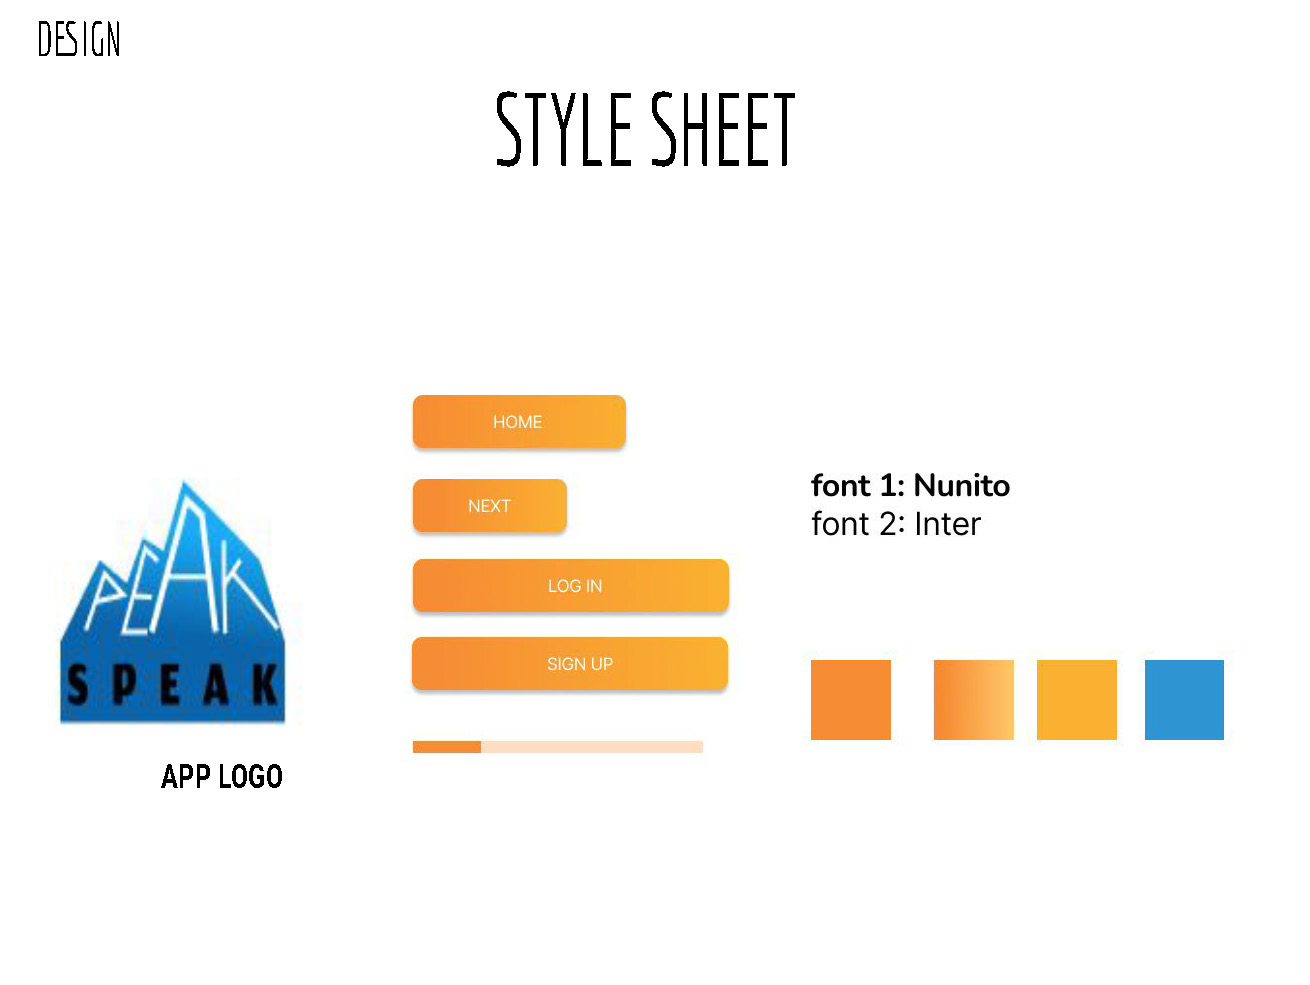 DESIGN
STYLE SHEET
HOME
NEXT
LOG IN
SIGN UP
PEAK
SPEAK
APP LOGO
font 1: Nunito
font 2: Inter